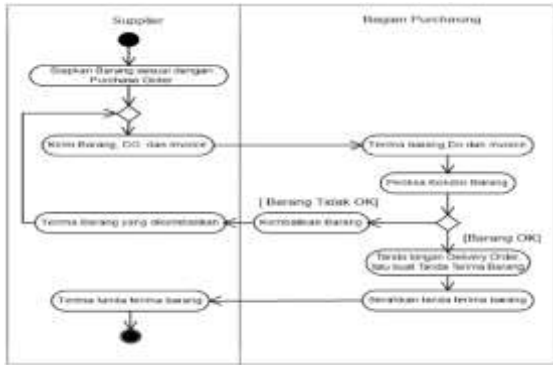 Supplier
Bagian Purchasing
Siapkan Barang sesuai dengan
Purchase Order
Kirim Barang, DO dan Invoice
Terima barang Do dan Invoice
Periksa Kondisi Barang
[ Barang Tidak OK]
Terima Barang yang dikembalikan
Kembalikan Barang
[Barang OK]
Tanda tangan Delivery Order,
lalu buat Tanda Terima Barang
Terima tanda terima barang
Serahkan tanda terima barang